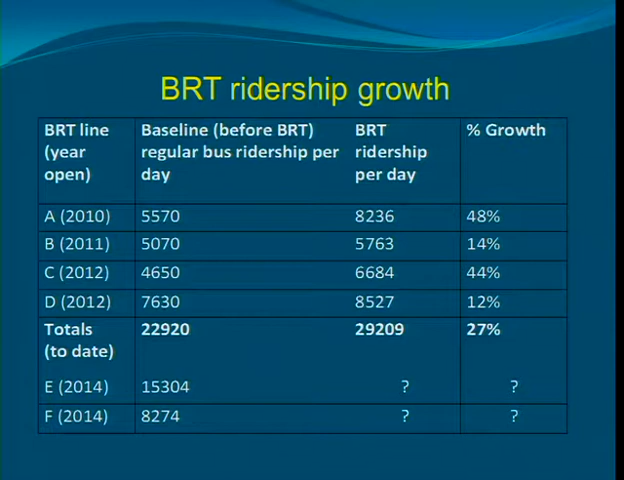 BRT ridership growth
BRT line (year open) Baseline (before BRT) regular bus ridership per day BRT ridership per day % Growth
A (2010) 5570 8236 48%
B (2011) 5070 5763 14%
C (2012) 4650 6684 44%
D (2012) 7630 8527 12%
Totals (to date) 22920 29209 27%
E (2014) 15304 ? ?
F (2014) 8274 ? ?